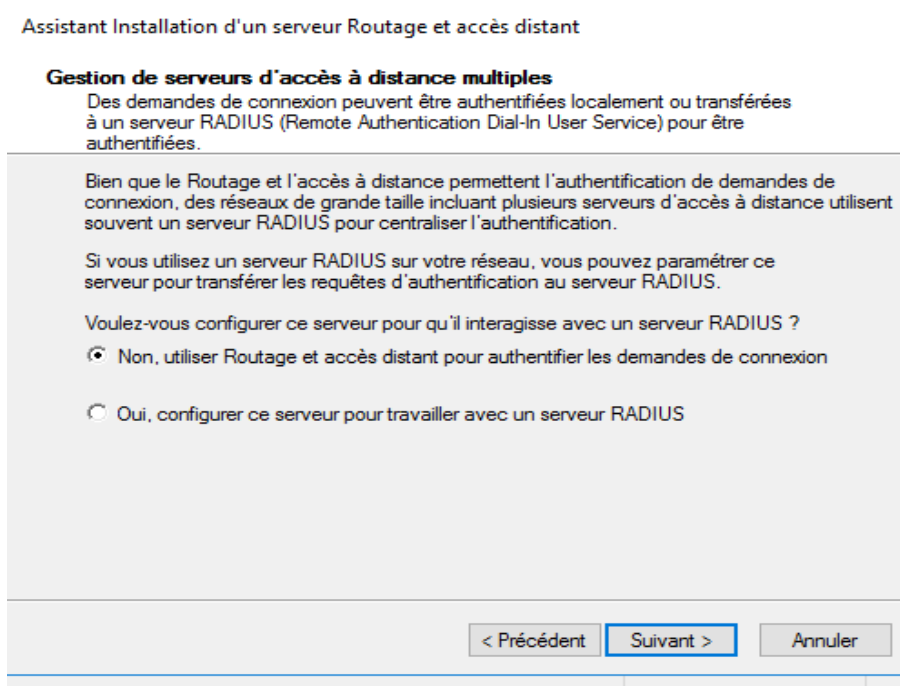 Assistant Installation d'un serveur Routage et accès distant
Gestion de serveurs d'accès à distance multiples
Des demandes de connexion peuvent être authentifiées localement ou transférées
à un serveur RADIUS (Remote Authentication Dial-In User Service) pour être
authentifiées.
Bien que le Routage et l'accès à distance permettent l'authentification de demandes de
connexion, des réseaux de grande taille incluant plusieurs serveurs d'accès à distance utilisent
souvent un serveur RADIUS pour centraliser l'authentification.
Si vous utilisez un serveur RADIUS sur votre réseau, vous pouvez paramétrer ce
serveur pour transférer les requêtes d'authentification au serveur RADIUS.
Voulez-vous configurer ce serveur pour qu'il interagisse avec un serveur RADIUS ?
Non, utiliser Routage et accès distant pour authentifier les demandes de connexion
Oui, configurer ce serveur pour travailler avec un serveur RADIUS
< Précédent Suivant > Annuler